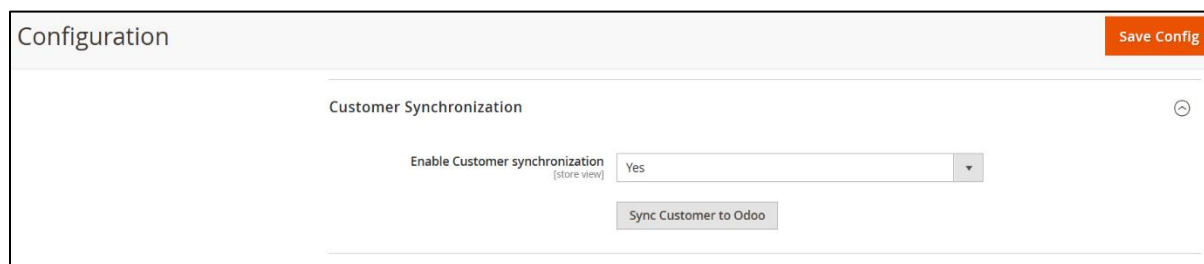 Configuration
Save Config
Customer Synchronization
Enable Customer synchronization
[store view]
Yes
Sync Customer to Odoo